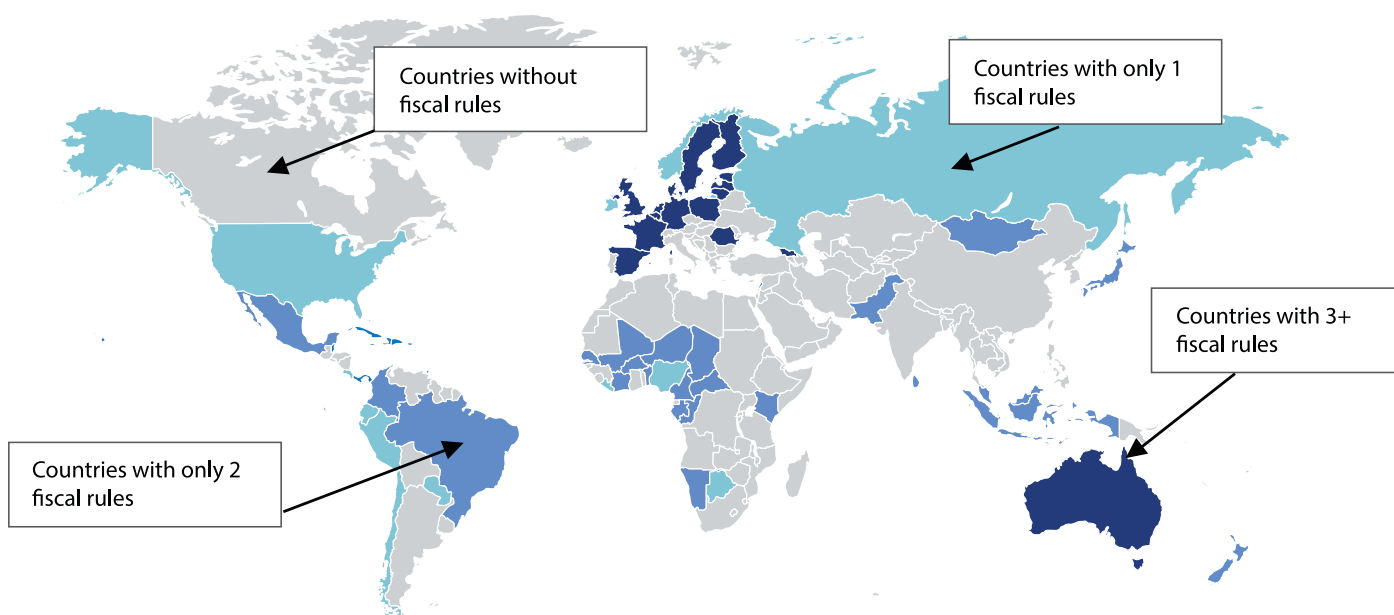 Countries without
fiscal rules
Countries with only 1
fiscal rules
Countries with 3+
fiscal rules
Countries with only 2
fiscal rules